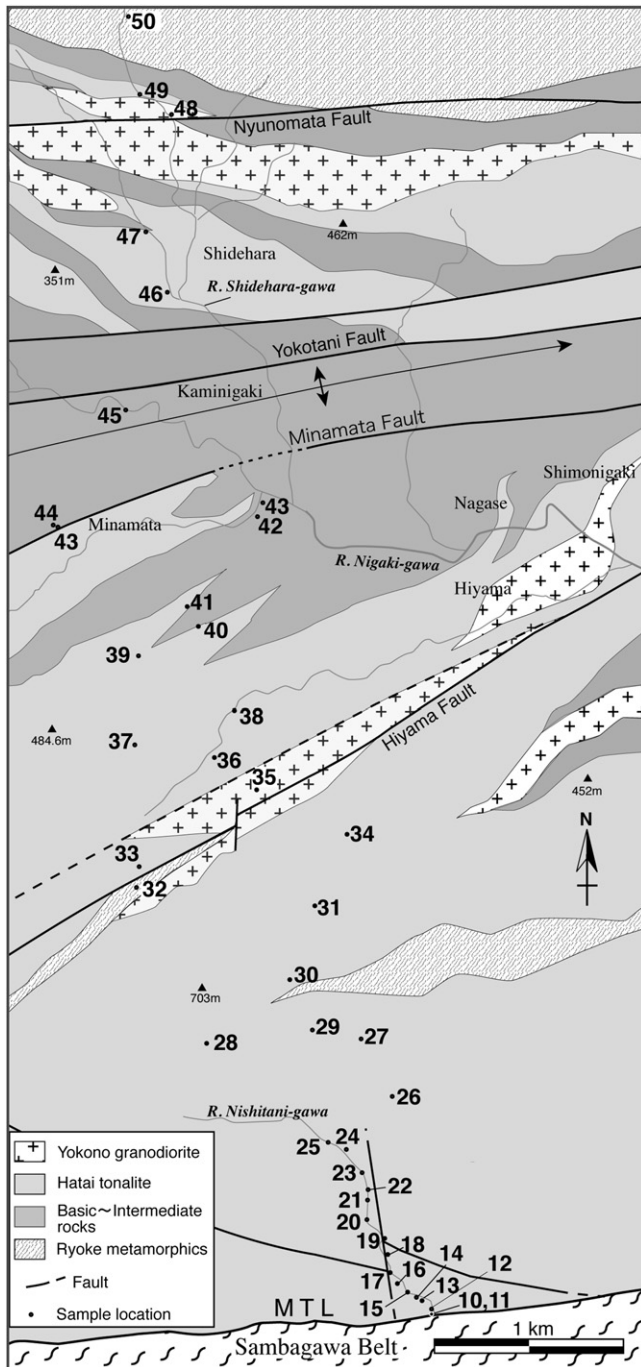 50
49
48
Nyunomata Fault
47
462m
Shidehara
351m
46
R. Shidehara-gawa
Yokotani Fault
Kaminigaki
45
Minamata Fault
Shimonigaki
44
43
43
42
Minamata
Nagase
R. Nigaki-gawa
Hiyama
41
40
39
38
Hiyama Fault
484.6m
37
36
35
452m
34
N
33
32
31
30
703m
29
27
28
26
R. Nishitani-gawa
25
24
23
22
21
20
19
18
14
12
17
16
13
15
10,11
Yokono granodiorite
Hatai tonalite
Basic~Intermediate
rocks
Ryoke metamorphics
Fault
Sample location
MTL
1 km
Sambagawa Belt